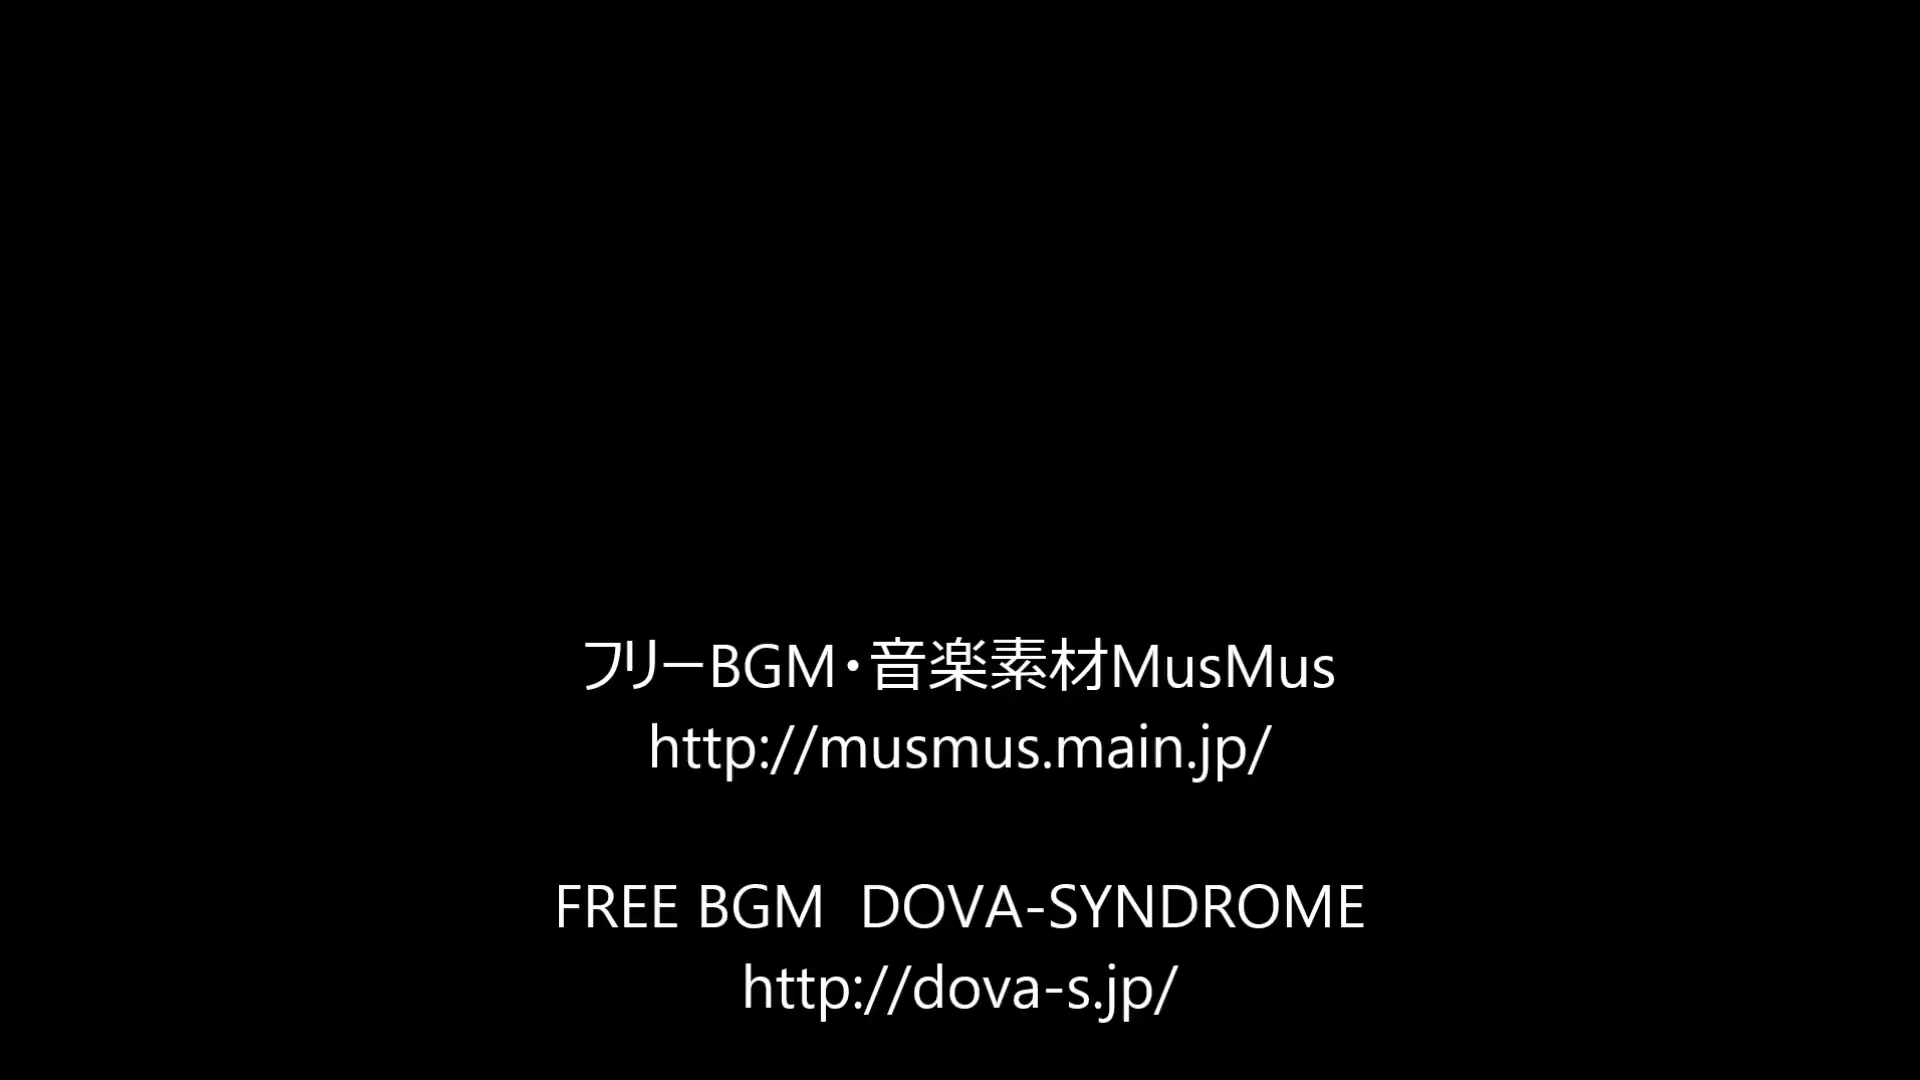 フリーBGM・音楽素材MusMus
http://musmus.main.jp/
FREE BGM  DOVA-SYNDROME
http://dova-s.jp/